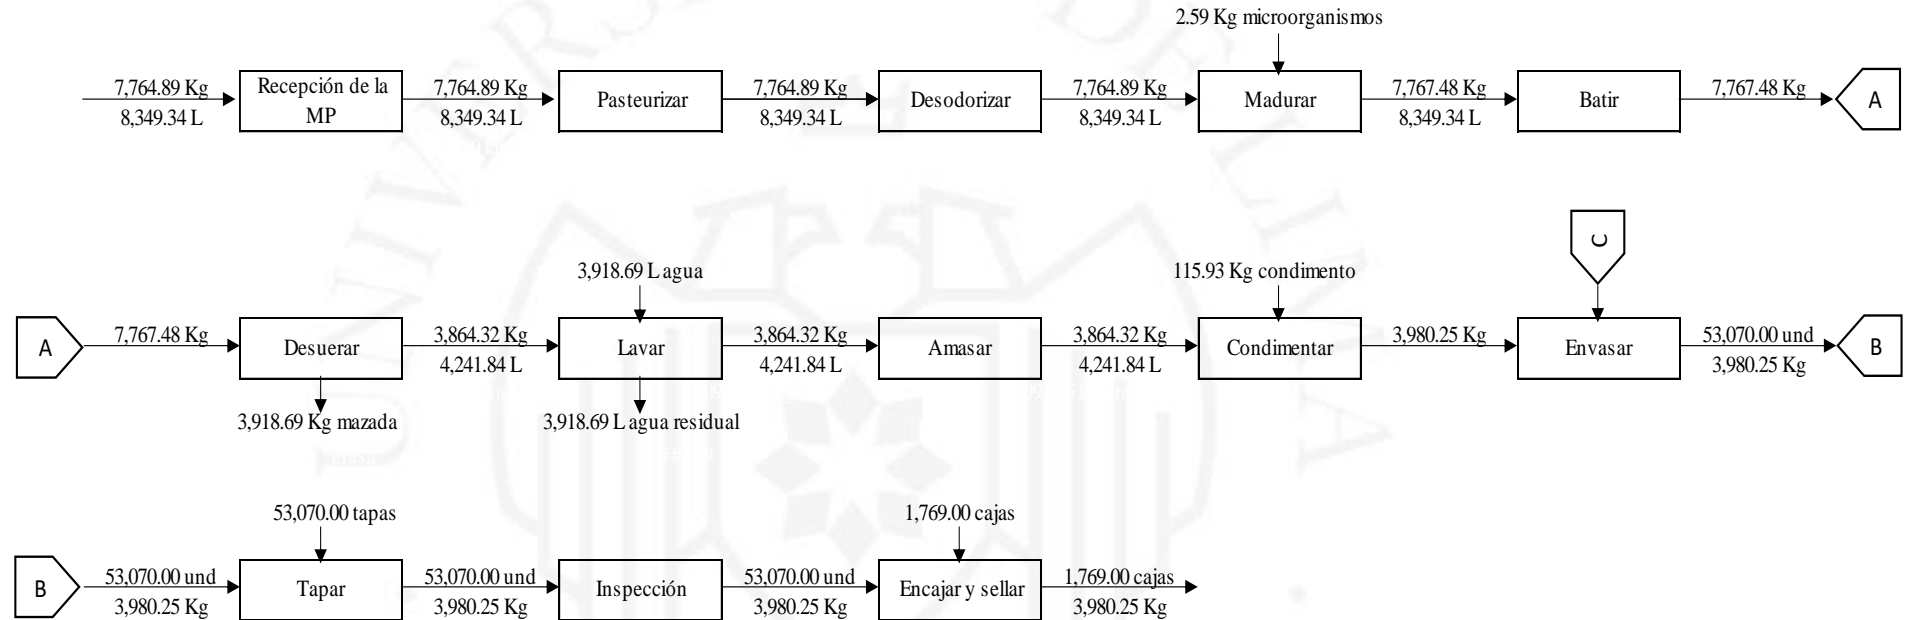 2.59 Kg microorganismos
7,764.89 Kg
8,349.34 L
Recepción de la
MP
7,764.89 Kg
8,349.34 L
Pasteurizar
7,764.89 Kg
8,349.34 L
Desodorizar
7,764.89 Kg
8,349.34 L
Madurar
7,767.48 Kg
8,349.34 L
Batir
7,767.48 Kg
A
C
3,918.69 L agua
115.93 Kg condimento
A
7,767.48 Kg
Desuerar
3,864.32 Kg
4,241.84 L
Lavar
3,864.32 Kg
4,241.84 L
Amasar
3,864.32 Kg
4,241.84 L
Condimentar
3,980.25 Kg
Envasar
53,070.00 und
3,980.25 Kg
B
3,918.69 Kg mazada
3,918.69 L agua residual
53,070.00 tapas
1,769.00 cajas
B
53,070.00 und
3,980.25 Kg
Tapar
53,070.00 und
3,980.25 Kg
Inspección
53,070.00 und
3,980.25 Kg
Encajar y sellar
1,769.00 cajas
3,980.25 Kg